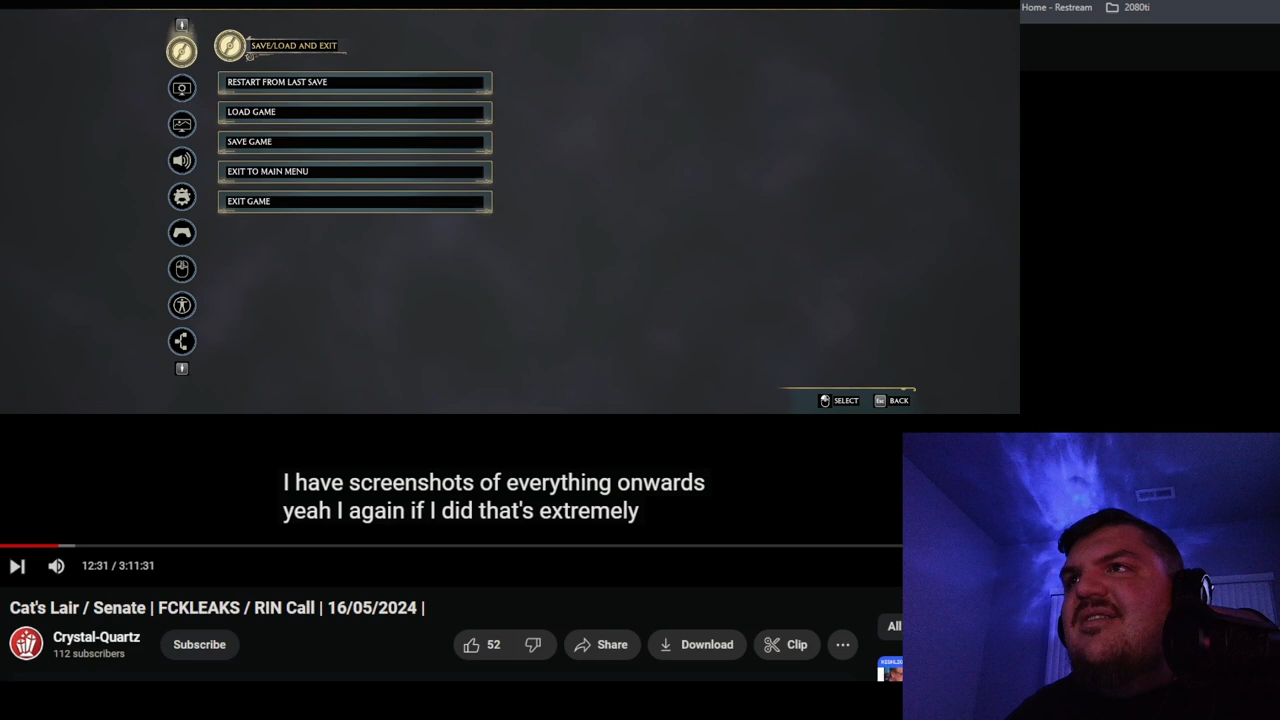 Home - Restream
2080ti
SAVE/LOAD AND EXIT
RESTART FROM LAST SAVE
LOAD GAME
SAVE GAME
EXIT TO MAIN MENU
EXIT GAME
SELECT
Esc BACK
I have screenshots of everything onwards
yeah I again if I did that's extremely
12:31 / 3:11:31
Cat's Lair / Senate | FCKLEAKS / RIN Call | 16/05/2024 |
Crystal-Quartz
112 subscribers
Subscribe
52
Share
Download
Clip
All